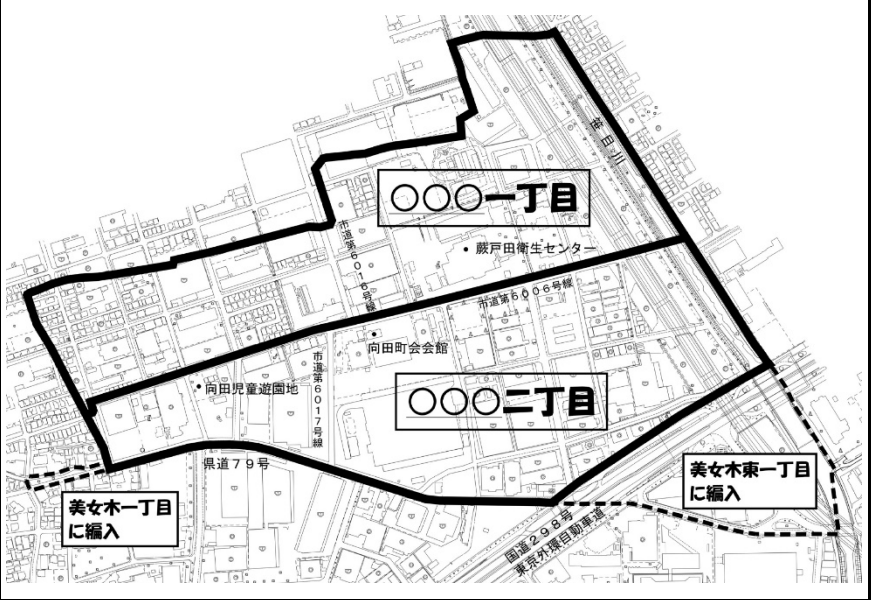 笹目川
○○○一丁目
市道第6016号線
蕨戸田衛生センター
市道第6006号線
向田町会会館
市道第6017号線
向田児童遊園地
○○○二丁目
県道79号
美女木一丁目
に編入
美女木東一丁目
に編入
国道298号
東京外環自動車道